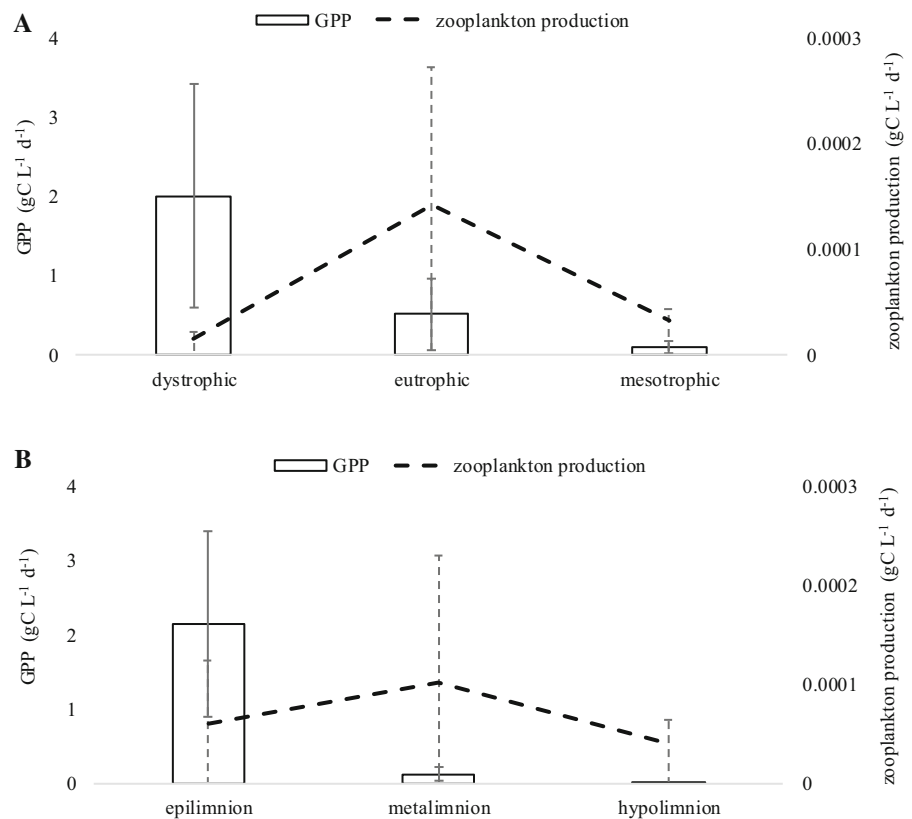 A
GPP
zooplankton production
4
3
2
1
0
GPP (gC L-1 d-1)
0.0003
0.0002
0.0001
0
zooplankton production (gC L-1 d-1)
dystrophic
eutrophic
mesotrophic
B
GPP
zooplankton production
4
3
2
1
0
GPP (gC L-1 d-1)
0.0003
0.0002
0.0001
0
zooplankton production (gC L-1 d-1)
epilimnion
metalimnion
hypolimnion